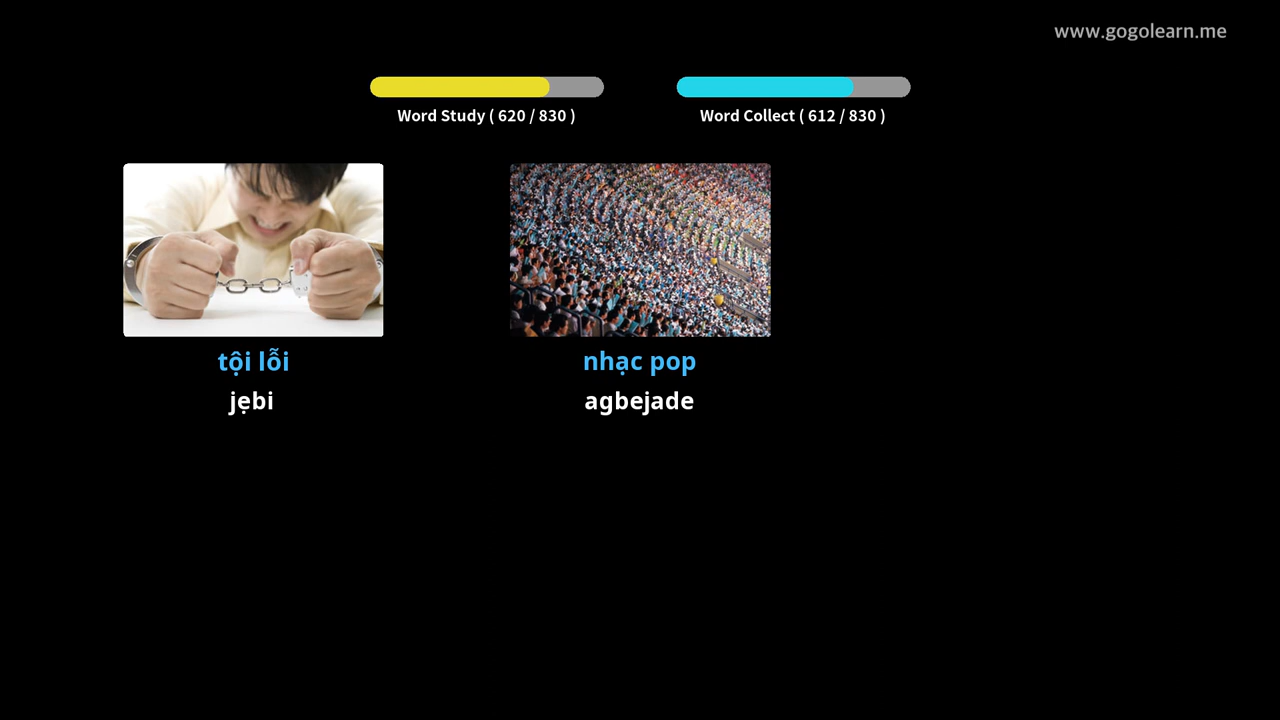 www.gogolearn.me
Word Study ( 620 / 830 )
Word Collect ( 612 / 830 )
tội lỗi
jẹbi
nhạc pop
agbejade